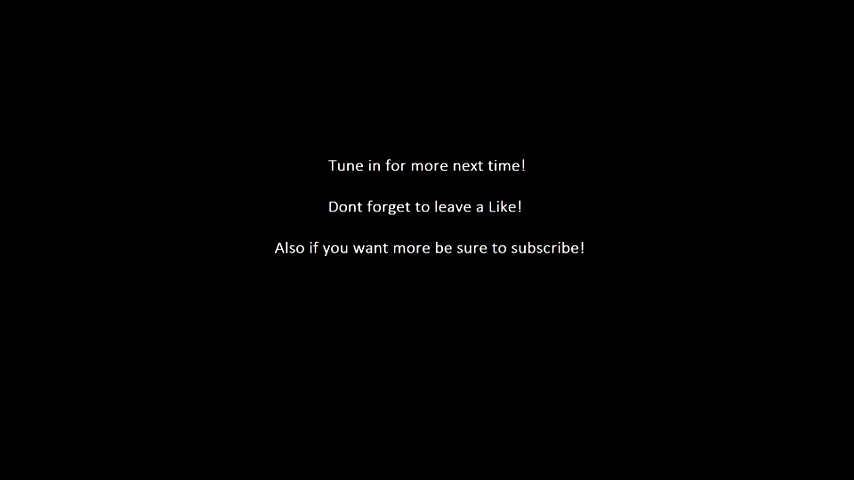 Tune in for more next time!
Dont forget to leave a Like!
Also if you want more be sure to subscribe!